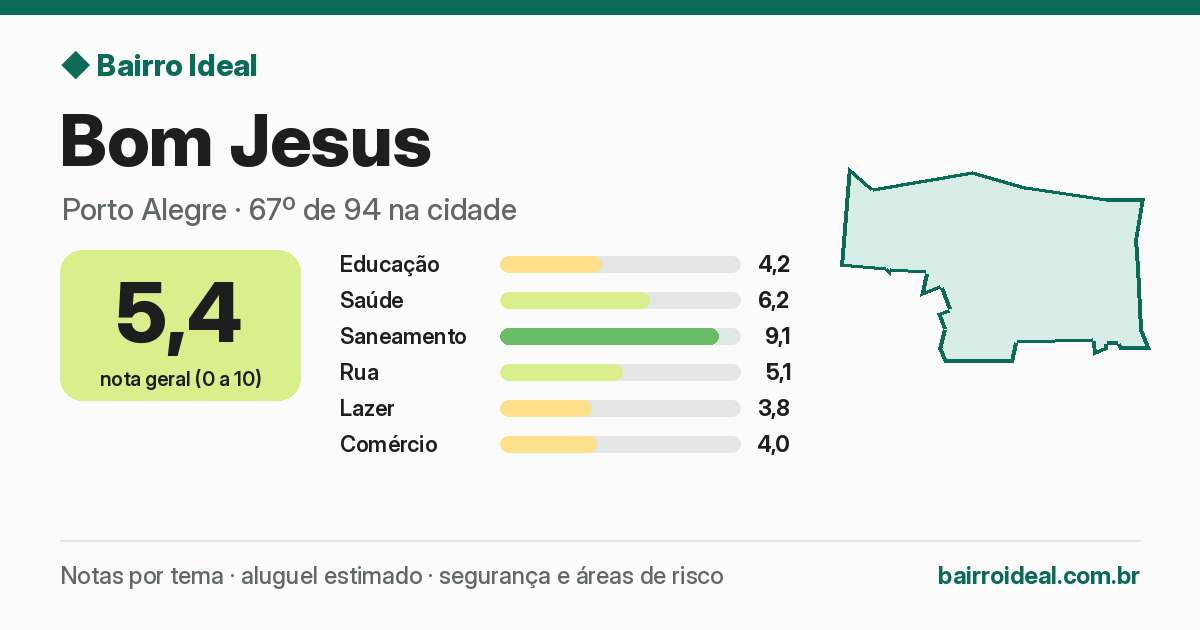 Bairro Ideal
Bom Jesus
Porto Alegre · 67º de 94 na cidade
5,4
nota geral (0 a 10)
Educação 4,2
Saúde 6,2
Saneamento 9,1
Rua 5,1
Lazer 3,8
Comércio 4,0
Notas por tema · aluguel estimado · segurança e áreas de risco
bairroideal.com.br